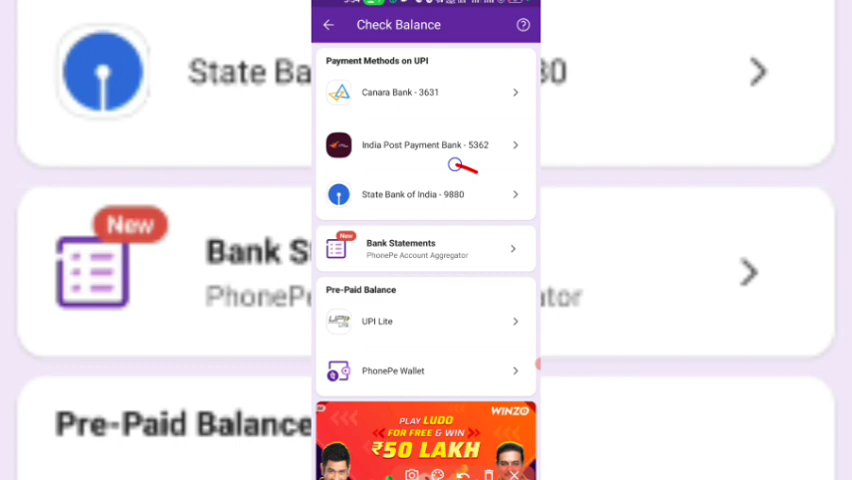 Check Balance
Payment Methods on UPI
Canara Bank - 3631
India Post Payment Bank - 5362
State Bank of India - 9880
New
Bank Statements
PhonePe Account Aggregator
Pre-Paid Balance
UPI Lite
PhonePe Wallet
WINZO
PLAY LUDO
FOR FREE & WIN
₹50 LAKH
State Ba
80
New
Bank S
PhonePe
ator
Pre-Paid Balance